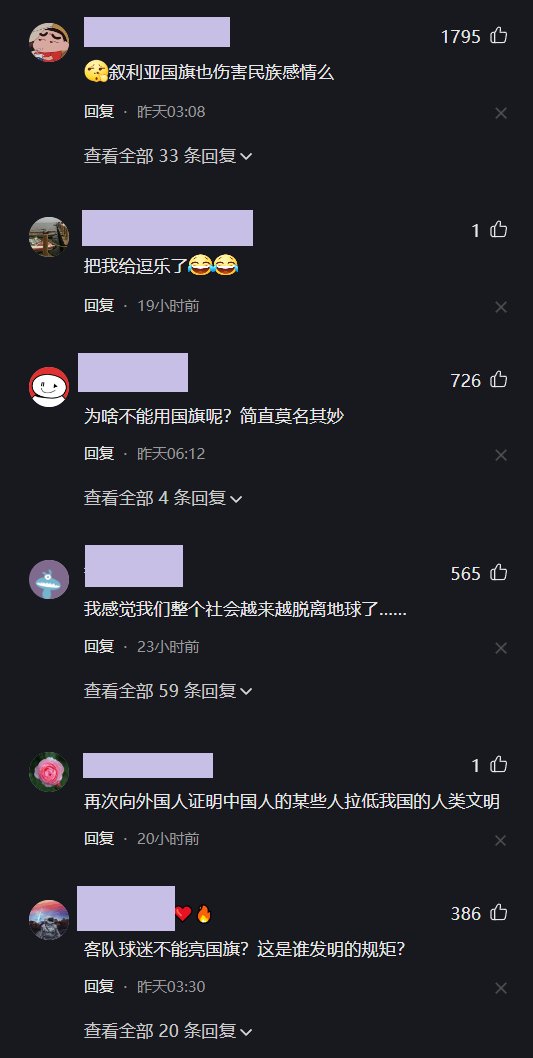 1795
叙利亚国旗也伤害民族感情么
回复 · 昨天03:08
查看全部 33 条回复
1
把我给逗乐了
回复 · 19小时前
726
为啥不能用国旗呢？简直莫名其妙
回复 · 昨天06:12
查看全部 4 条回复
565
我感觉我们整个社会越来越脱离地球了......
回复 · 23小时前
查看全部 59 条回复
1
再次向外国人证明中国人的某些人拉低我国的人类文明
回复 · 20小时前
386
客队球迷不能亮国旗？这是谁发明的规矩？
回复 · 昨天03:30
查看全部 20 条回复